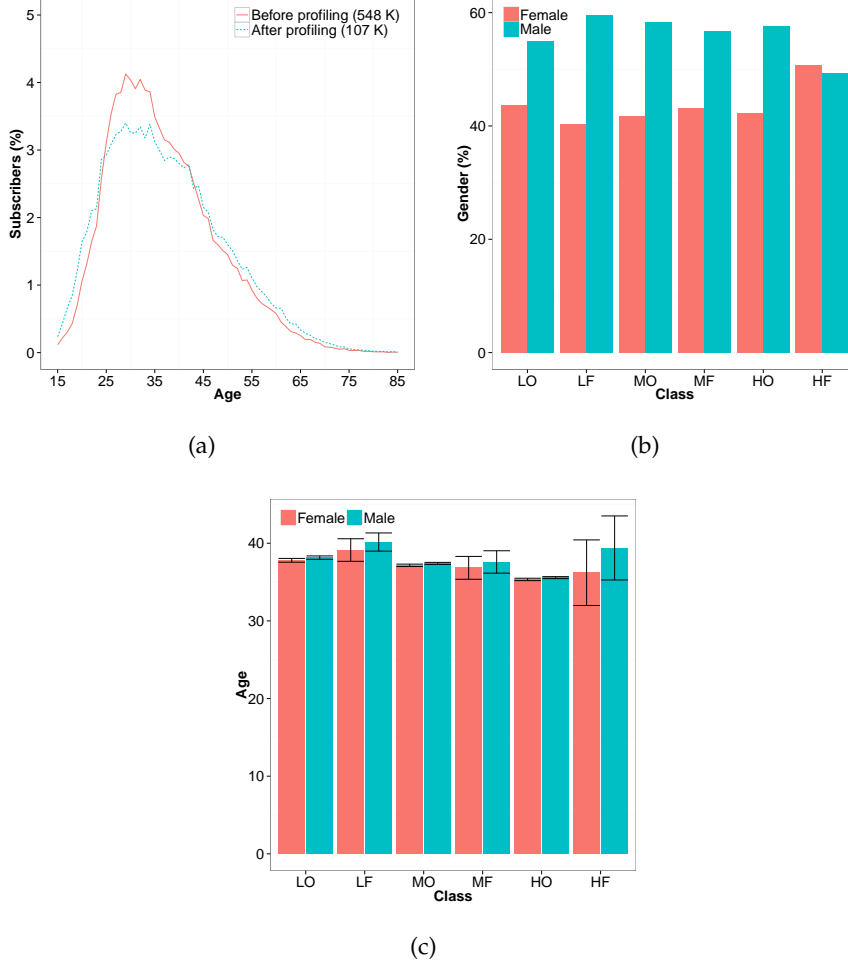 5
4
3
2
1
0
Subscribers (%)
Before profiling (548 K)
After profiling (107 K)
15 25 35 45 55 65 75 85
Age
(a)
60
40
20
0
Gender (%)
Female
Male
LO LF MO MF HO HF
Class
(b)
40
30
20
10
0
Age
Female Male
LO LF MO MF HO HF
Class
(c)